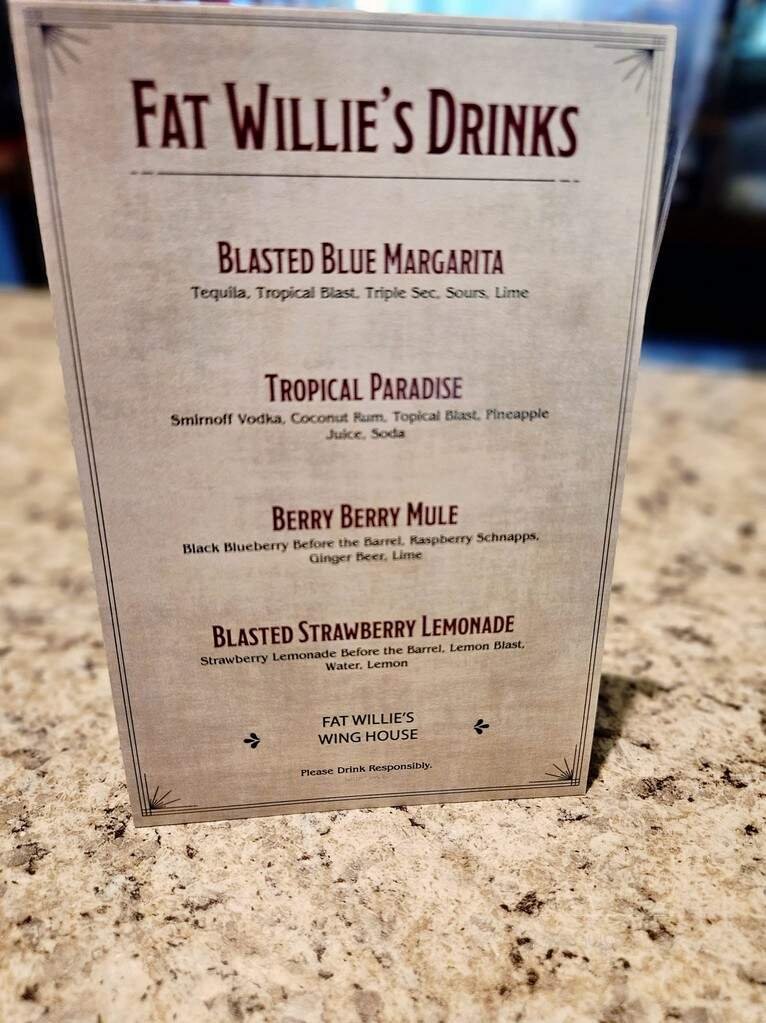 FAT WILLIE'S DRINKS
BLASTED BLUE MARGARITA
Tequila, Tropical Blast, Triple Sec, Sours, Lime
TROPICAL PARADISE
Smirnoff Vodka, Coconut Rum, Topical Blast, Pineapple
Juice, Soda
BERRY BERRY MULE
Black Blueberry Before the Barrel, Raspberry Schnapps,
Ginger Beer, Lime
BLASTED STRAWBERRY LEMONADE
Strawberry Lemonade Before the Barrel, Lemon Blast,
Water, Lemon
FAT WILLIE'S
WING HOUSE
Please Drink Responsibly.